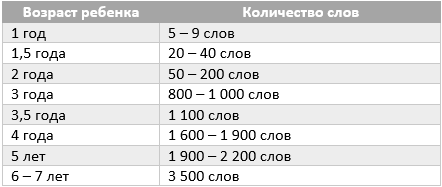 Возраст ребенка Количество слов
1 год 5 – 9 слов
1,5 года 20 – 40 слов
2 года 50 – 200 слов
3 года 800 – 1 000 слов
3,5 года 1 100 слов
4 года 1 600 – 1 900 слов
5 лет 1 900 – 2 200 слов
6 – 7 лет 3 500 слов